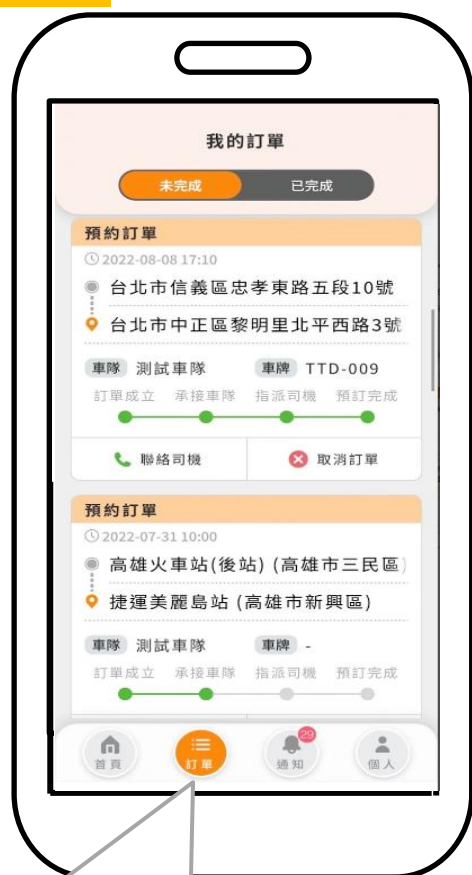 我的訂單
未完成 已完成
預約訂單
2022-08-08 17:10
台北市信義區忠孝東路五段10號
台北市中正區黎明里北平西路3號
車隊 測試車隊 車牌 TTD-009
訂單成立 承接車隊 指派司機 預訂完成
聯絡司機 取消訂單
預約訂單
2022-07-31 10:00
高雄火車站(後站) (高雄市三民區)
捷運美麗島站 (高雄市新興區)
車隊 測試車隊 車牌 -
訂單成立 承接車隊 指派司機 預訂完成
29
首頁 訂單 通知 個人